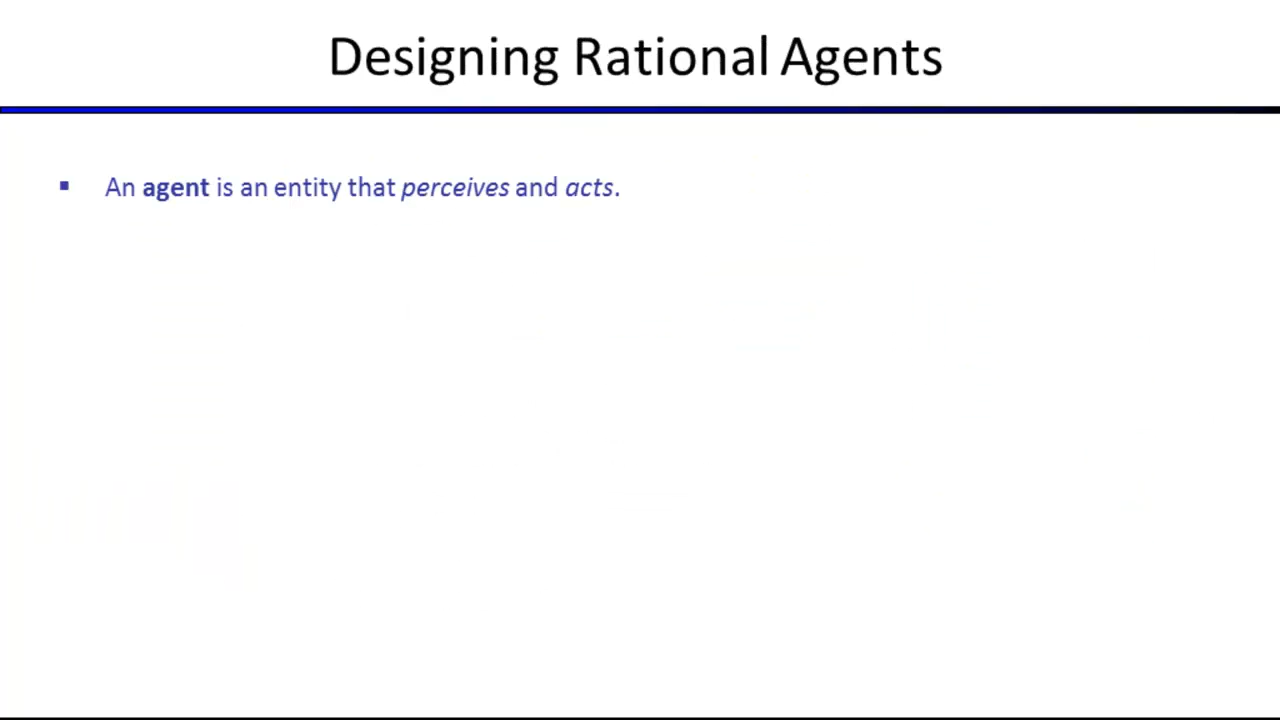 Designing Rational Agents
▪ An agent is an entity that perceives and acts.